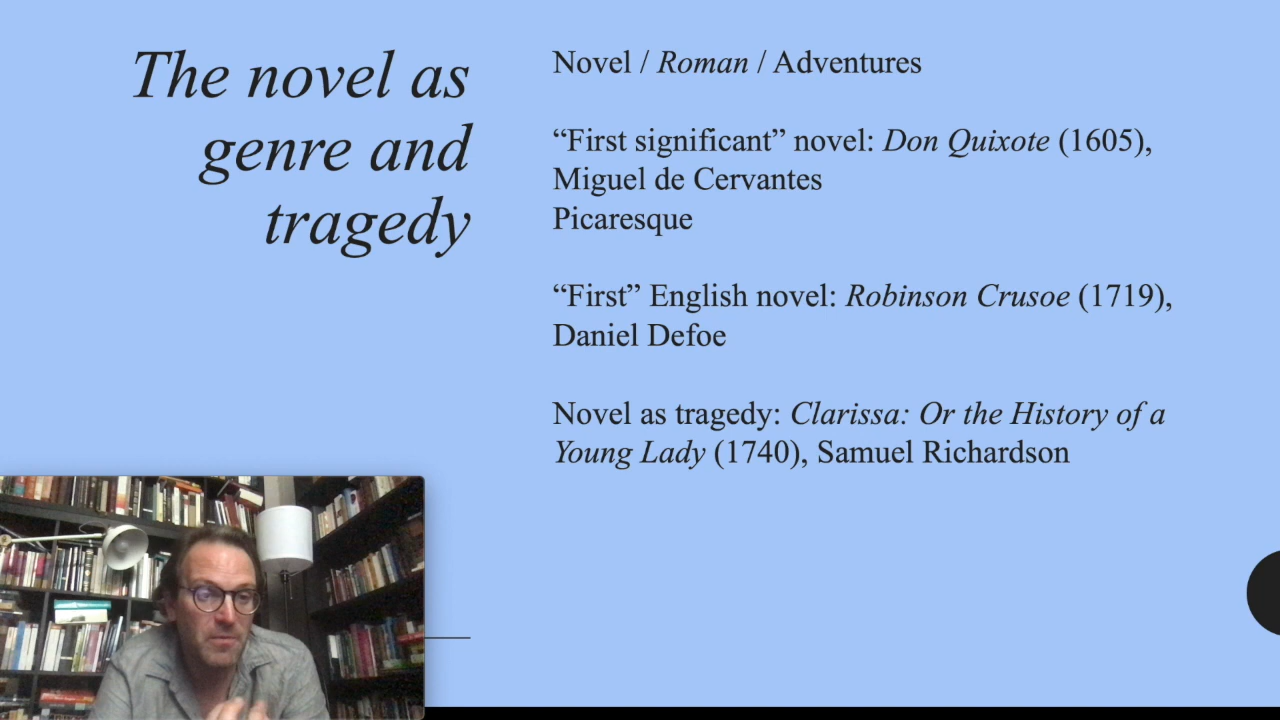 The novel as
genre and
tragedy
Novel / Roman / Adventures
“First significant” novel: Don Quixote (1605),
Miguel de Cervantes
Picaresque
“First” English novel: Robinson Crusoe (1719),
Daniel Defoe
Novel as tragedy: Clarissa: Or the History of a
Young Lady (1740), Samuel Richardson